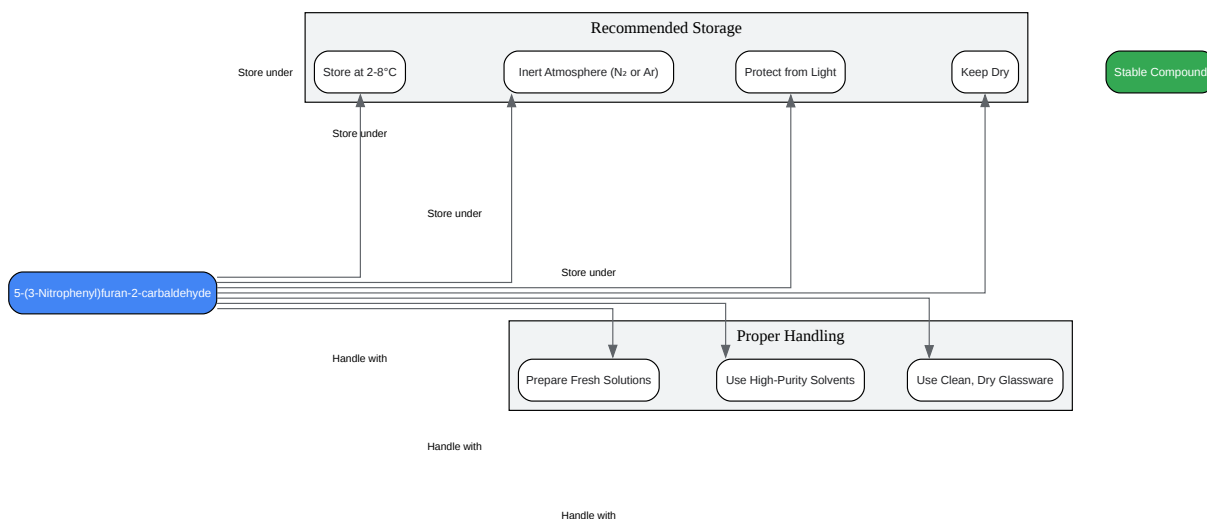 Recommended Storage
Store under
Store at 2-8°C
Inert Atmosphere (N₂ or Ar)
Protect from Light
Keep Dry
Stable Compound
Store under
Store under
Store under
5-(3-Nitrophenyl)furan-2-carbaldehyde
Proper Handling
Handle with
Prepare Fresh Solutions
Use High-Purity Solvents
Use Clean, Dry Glassware
Handle with
Handle with